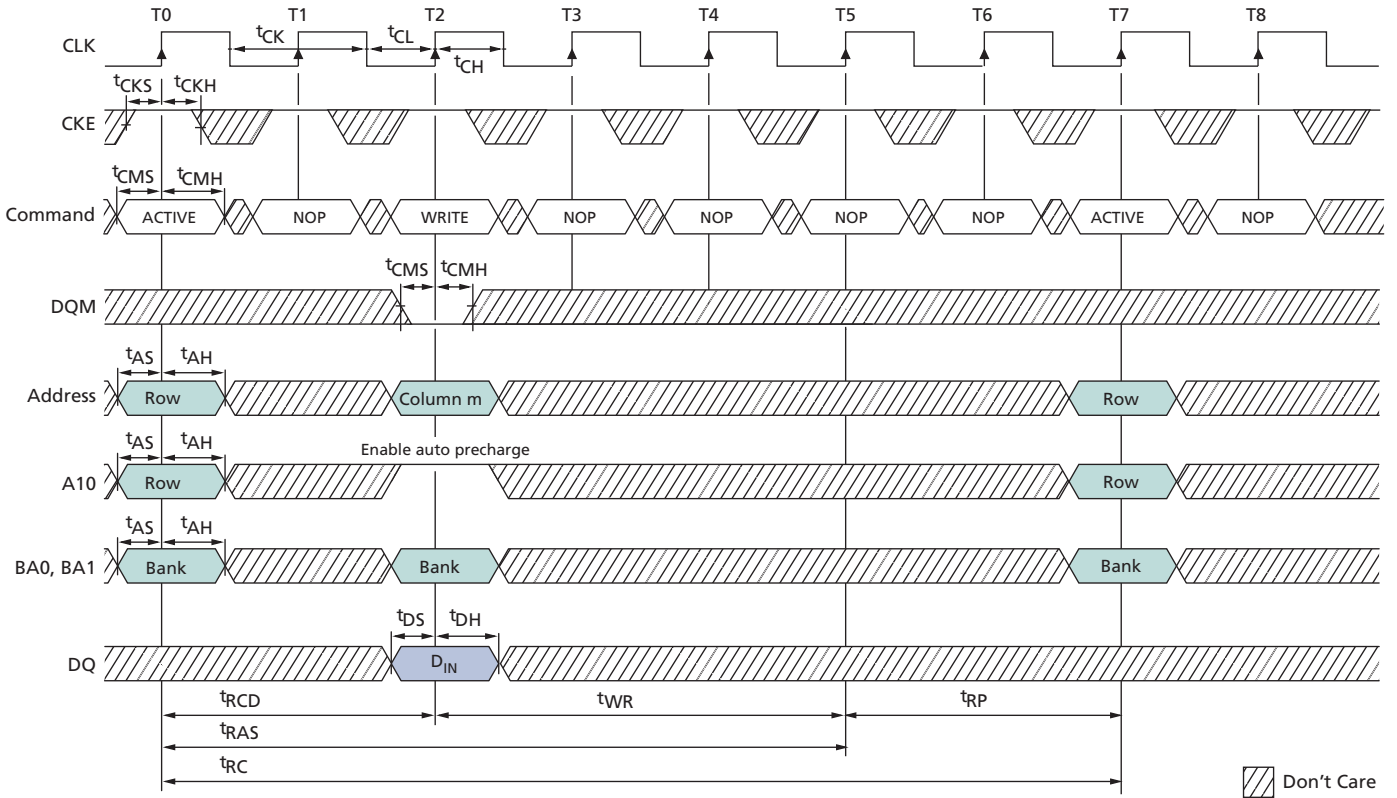 T0 T1 T2 T3 T4 T5 T6 T7 T8
CLK tCK tCL
tCH
tCKS tCKH
CKE
tCMS tCMH
Command ACTIVE NOP WRITE NOP NOP NOP NOP ACTIVE NOP
tCMS tCMH
DQM
tAS tAH
Address Row Column m Row
tAS tAH Enable auto precharge
A10 Row Row
tAS tAH
BA0, BA1 Bank Bank Bank
tDS tDH
DQ DIN
tRCD tWR tRP
tRAS
tRC
Don't Care